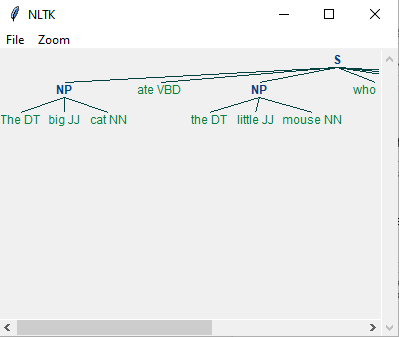 NLTK
File Zoom
S
NP ate VBD NP who
The DT big JJ cat NN the DT little JJ mouse NN